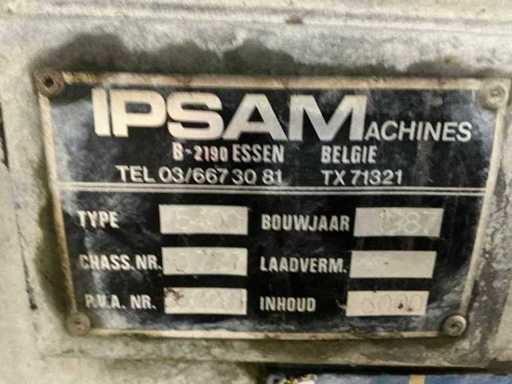 IPSAMACHINES
B-2190 ESSEN BELGIE
TEL 03/667 30 81 TX 71321
TYPE BOUWJAAR 1987
CHASS.NR. LAADVERM.
P.V.A. NR. INHOUD